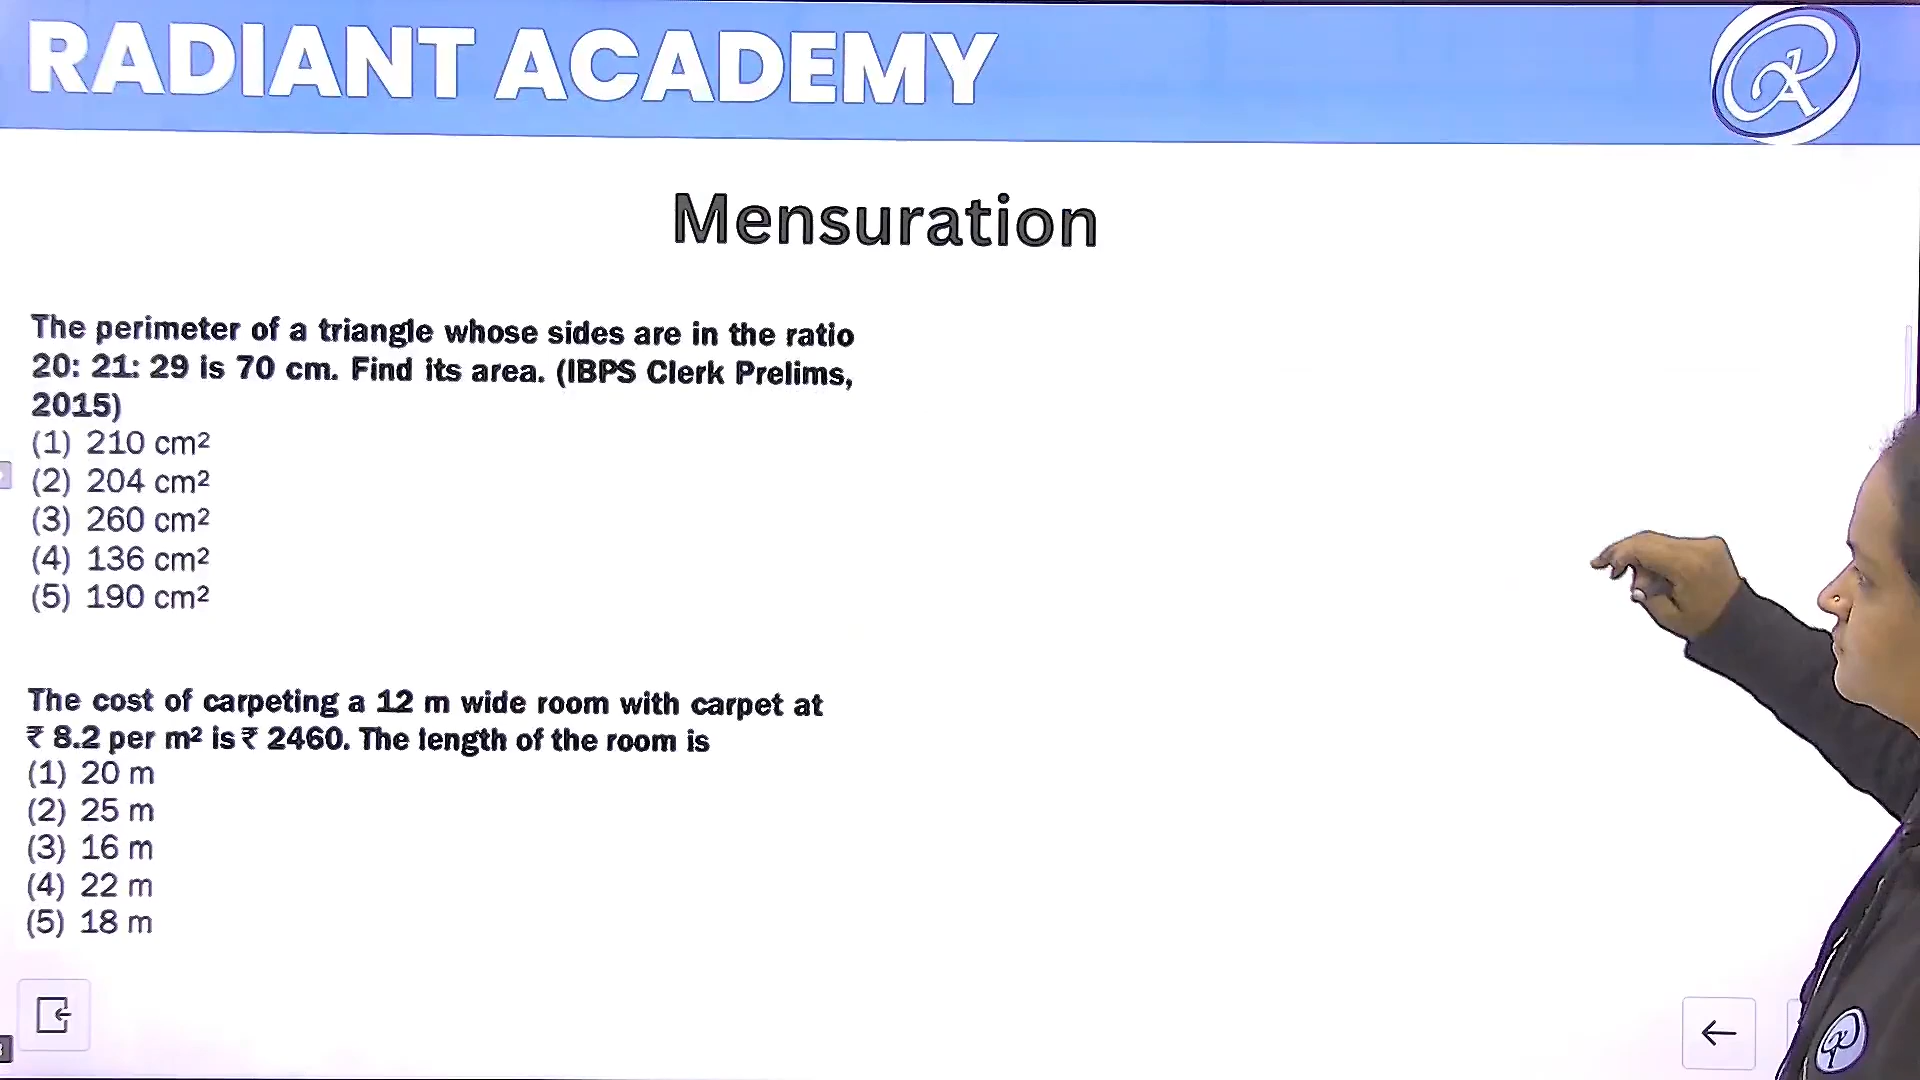 RADIANT ACADEMY
Mensuration
The perimeter of a triangle whose sides are in the ratio
20: 21: 29 is 70 cm. Find its area. (IBPS Clerk Prelims,
2015)
(1) 210 cm²
(2) 204 cm²
(3) 260 cm²
(4) 136 cm²
(5) 190 cm²
The cost of carpeting a 12 m wide room with carpet at
₹ 8.2 per m² is ₹ 2460. The length of the room is
(1) 20 m
(2) 25 m
(3) 16 m
(4) 22 m
(5) 18 m